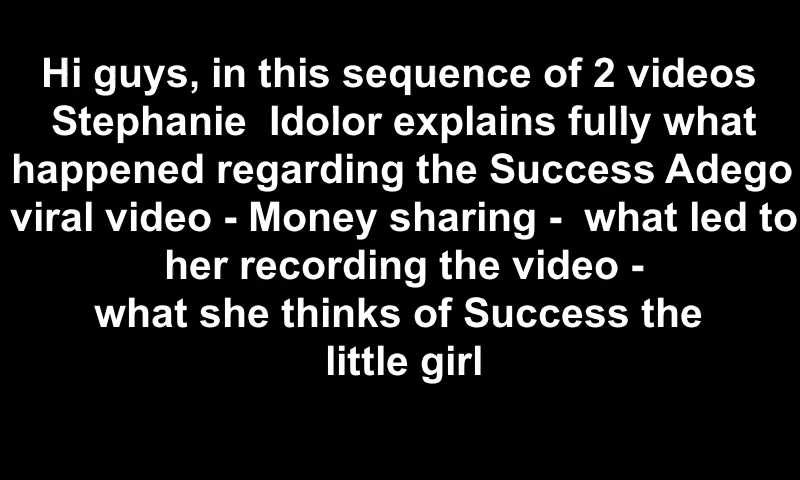 Hi guys, in this sequence of 2 videos
Stephanie  Idolor explains fully what
happened regarding the Success Adego
viral video - Money sharing -  what led to
her recording the video -
what she thinks of Success the
little girl